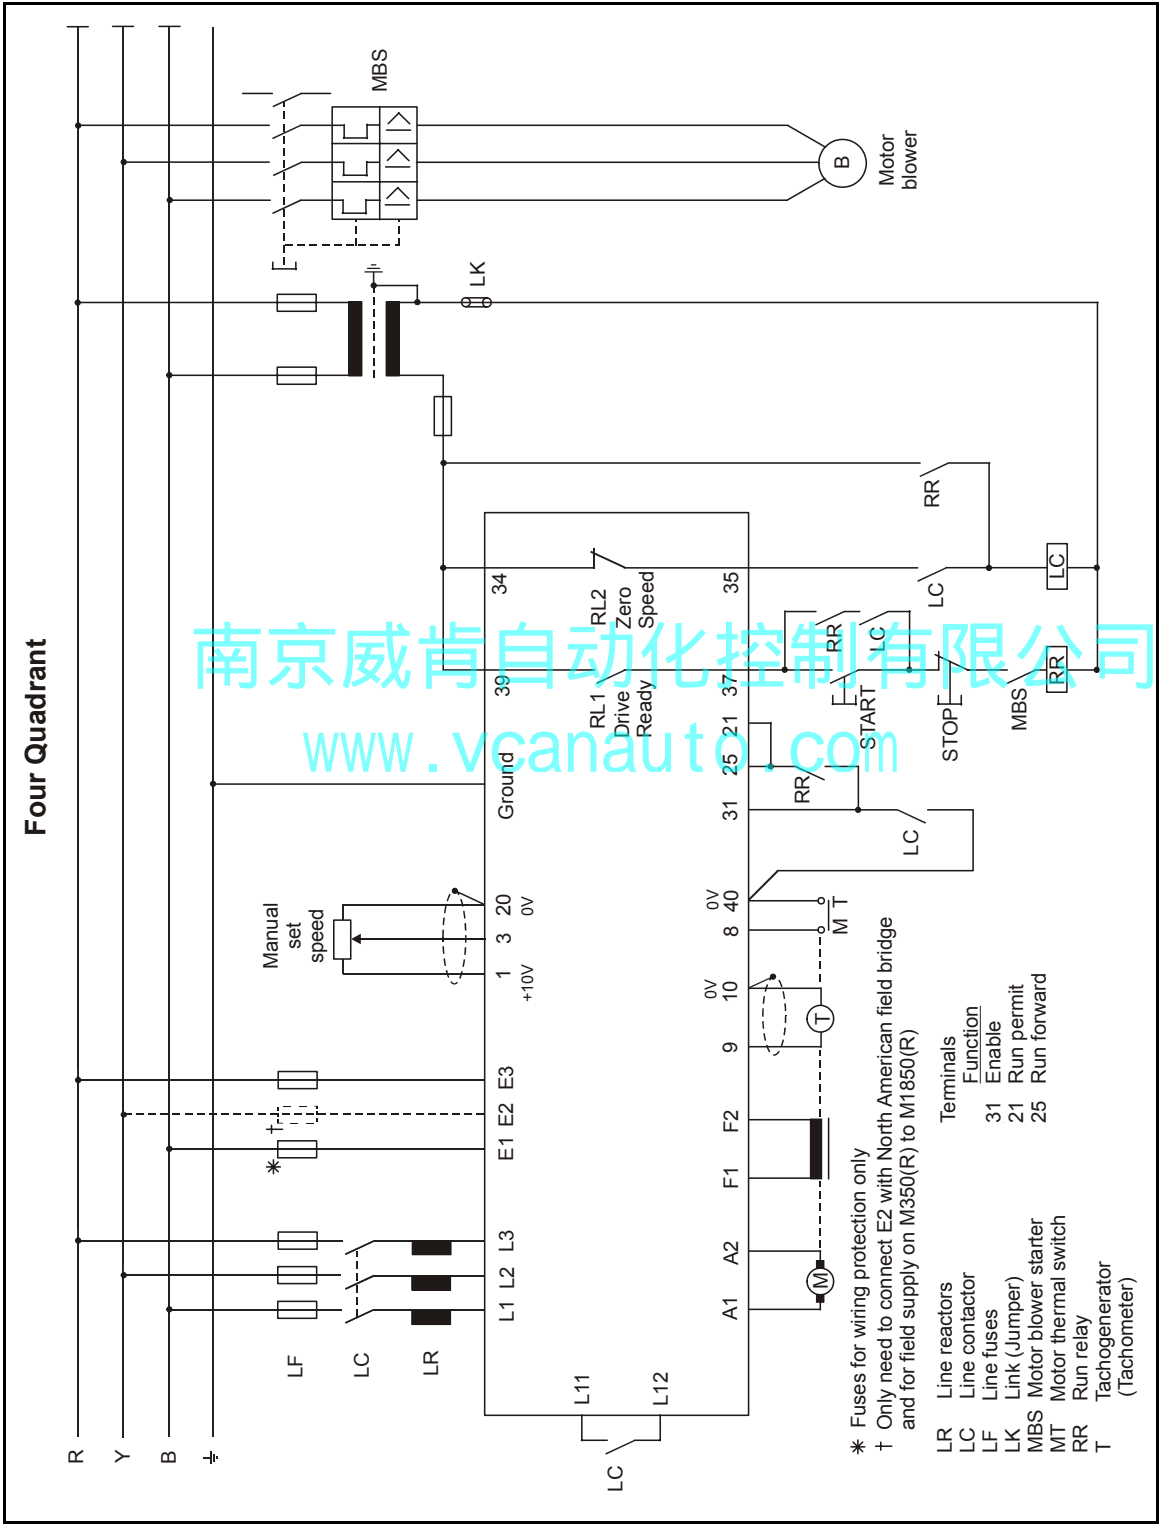 Four Quadrant
R
Y
B
LF
LC
LR
MBS
B
Motor
blower
LK
*
†
L1
L2
L3
E1
E2
E3
Manual
set
speed
1
3
20
+10V
0V
Ground
39
34
RL1
Drive
Ready
RL2
Zero
Speed
L11
L12
LC
A1
A2
F1
F2
9
10
0V
8
40
0V
31
25
21
37
35
M
T
M T
LC
RR
START
RR
LC
STOP
MBS
RR
LC
LC
RR
南京威肯自动化控制有限公司
www.vcanauto.com
* Fuses for wiring protection only
† Only need to connect E2 with North American field bridge
and for field supply on M350(R) to M1850(R)
LR Line reactors
LC Line contactor
LF Line fuses
LK Link (Jumper)
MBS Motor blower starter
MT Motor thermal switch
RR Run relay
T Tachogenerator
(Tachometer)
Terminals
Function
31 Enable
21 Run permit
25 Run forward